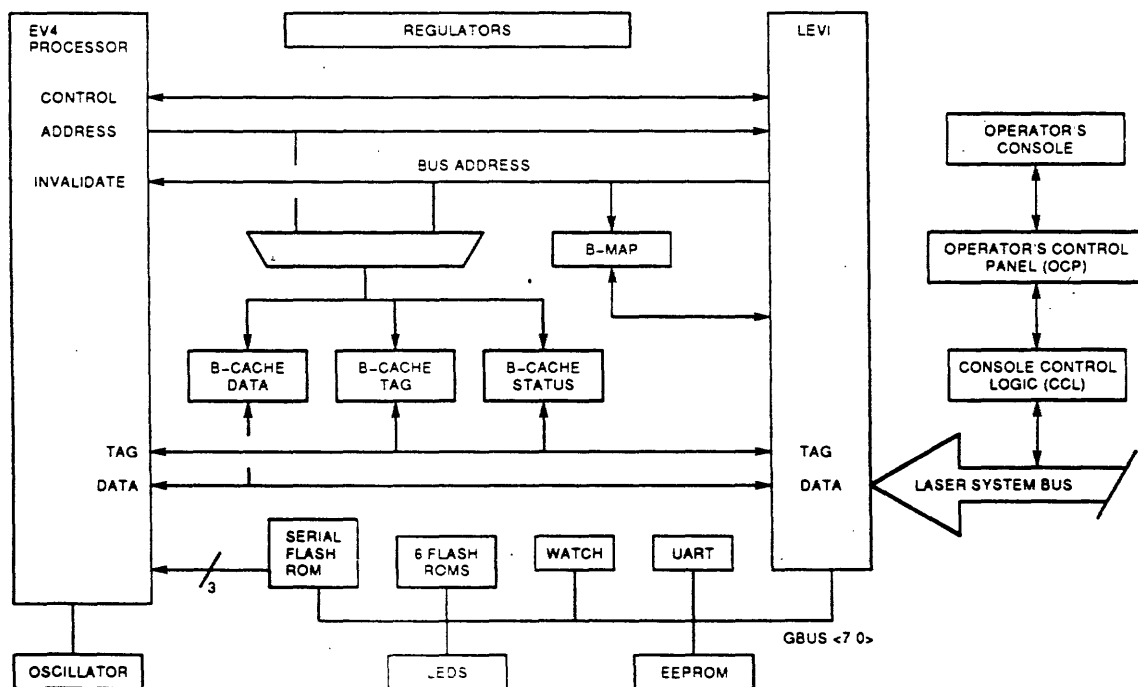 EV4
PROCESSOR
REGULATORS
LEVI
CONTROL
ADDRESS
BUS ADDRESS
INVALIDATE
OPERATOR'S
CONSOLE
B-MAP
OPERATOR'S CONTROL
PANEL (OCP)
B-CACHE
DATA
B-CACHE
TAG
B-CACHE
STATUS
CONSOLE CONTROL
LOGIC (CCL)
TAG
TAG
DATA
DATA
LASER SYSTEM BUS
SERIAL
FLASH
ROM
6 FLASH
ROMS
WATCH
UART
3
GBUS <7 0>
OSCILLATOR
LEDS
EEPROM